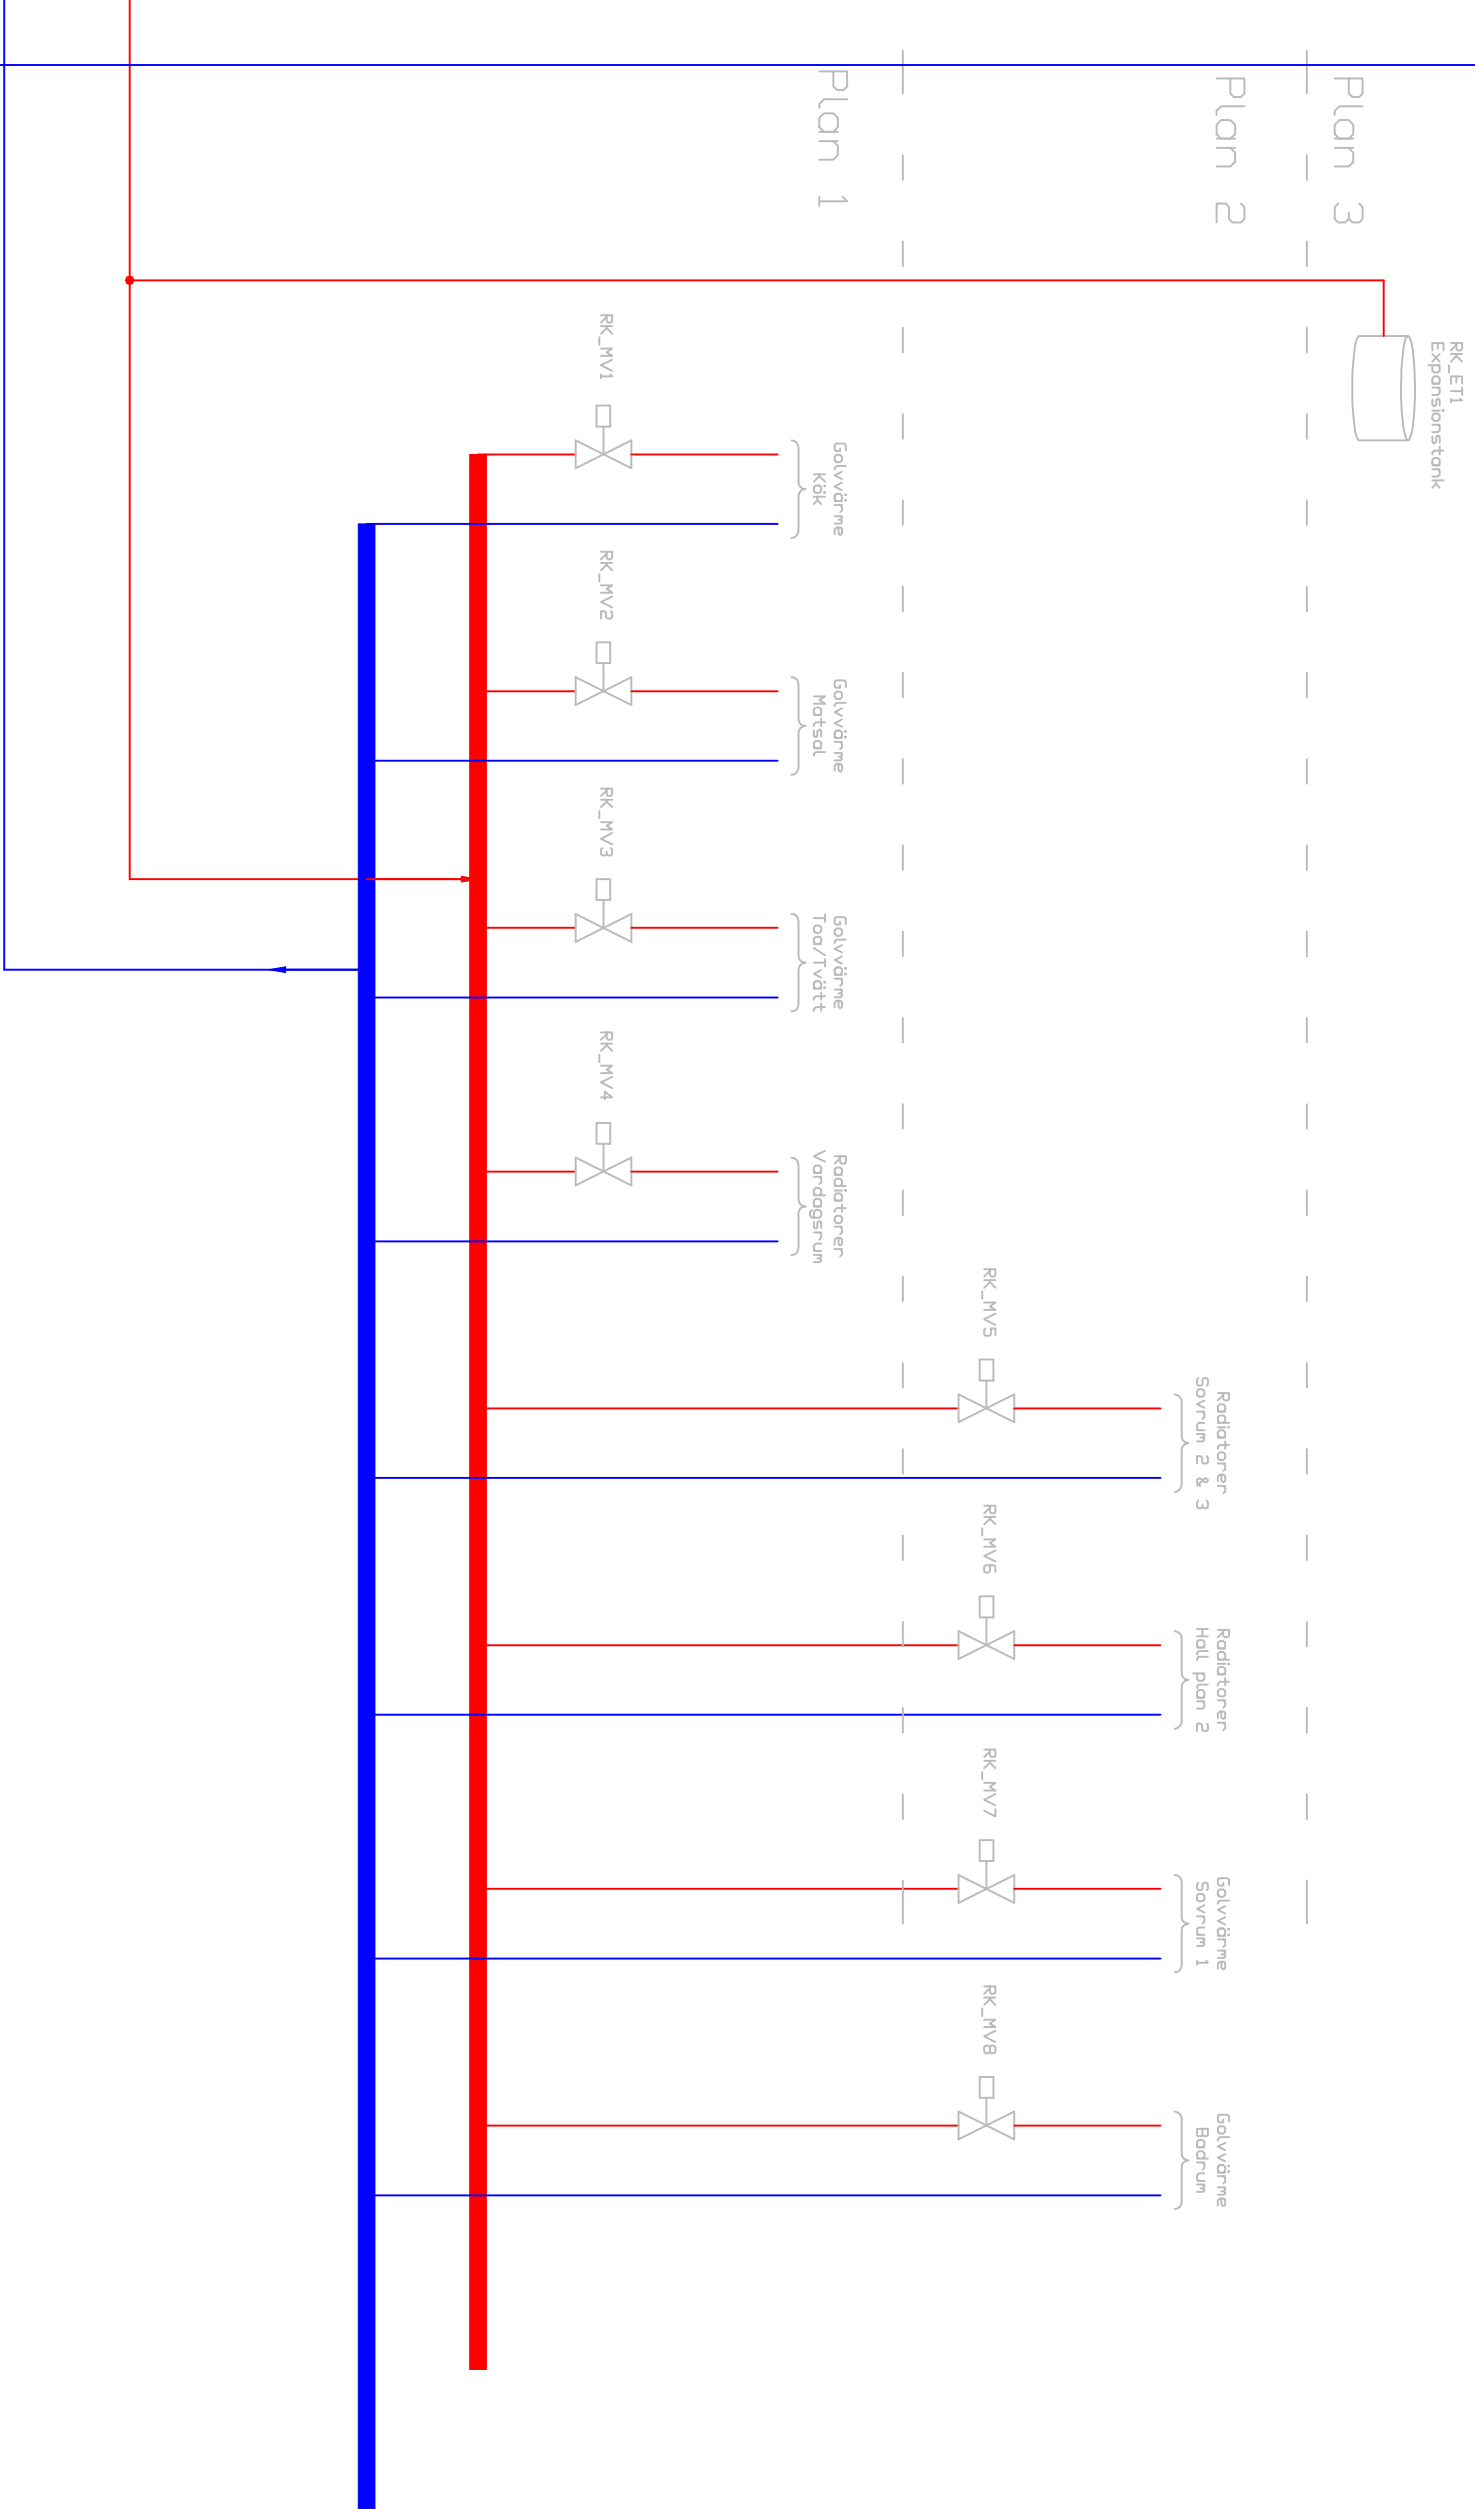 Plan 3
RK_ET1
Expansionstank
Plan 2
Radiatorer
Sovrum 2 & 3
Radiatorer
Hall plan 2
Golvvärme
Sovrum 1
Golvvärme
Badrum
RK_MV5
RK_MV6
RK_MV7
RK_MV8
Plan 1
Golvvärme
Kök
Golvvärme
Matsal
Golvvärme
Toa/Tvätt
Radiatorer
Vardagsrum
RK_MV1
RK_MV2
RK_MV3
RK_MV4